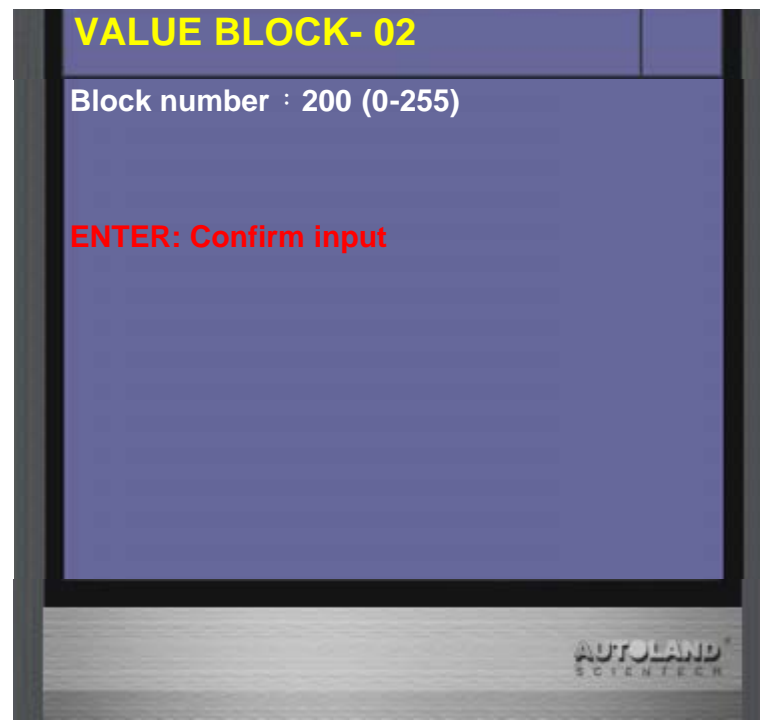 VALUE BLOCK- 02
Block number：200 (0-255)
ENTER: Confirm input
AUTOLAND
SCIENTECH